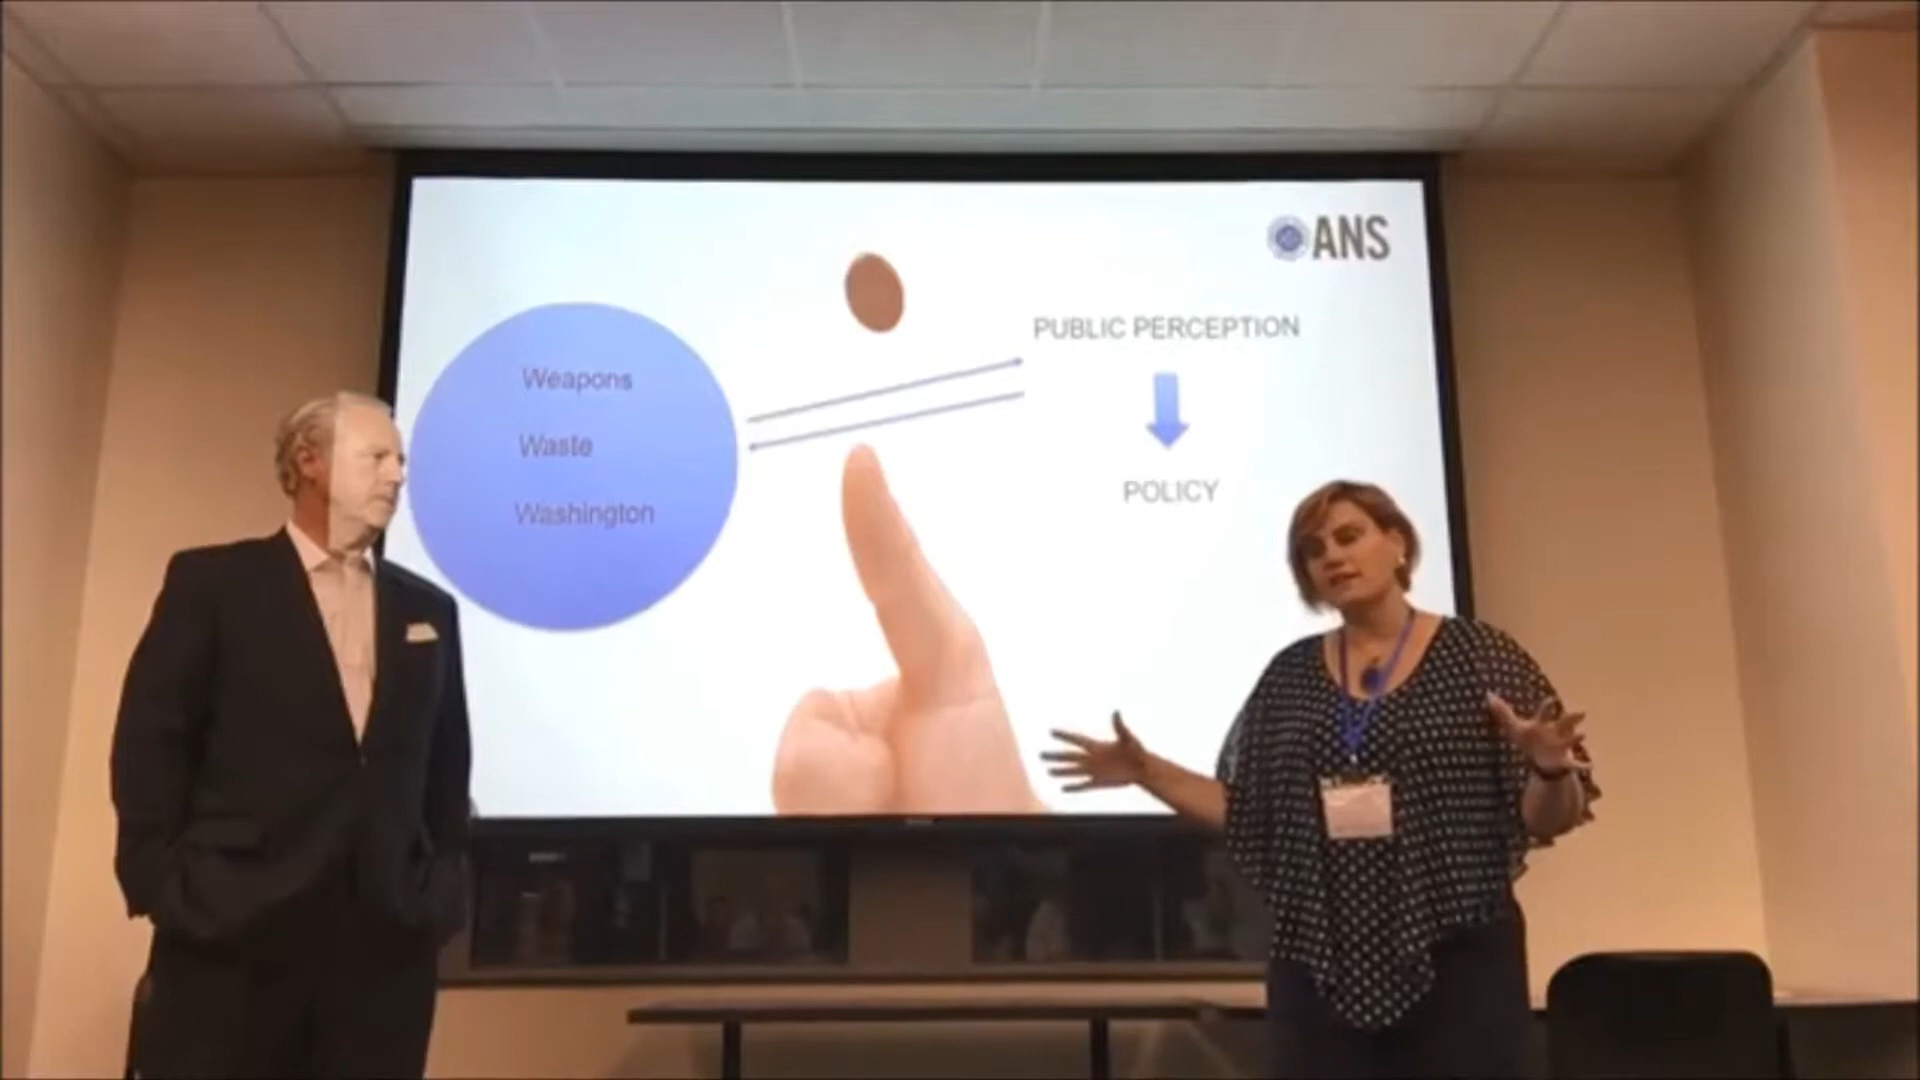 ANS
PUBLIC PERCEPTION
Weapons
Waste
POLICY
Washington